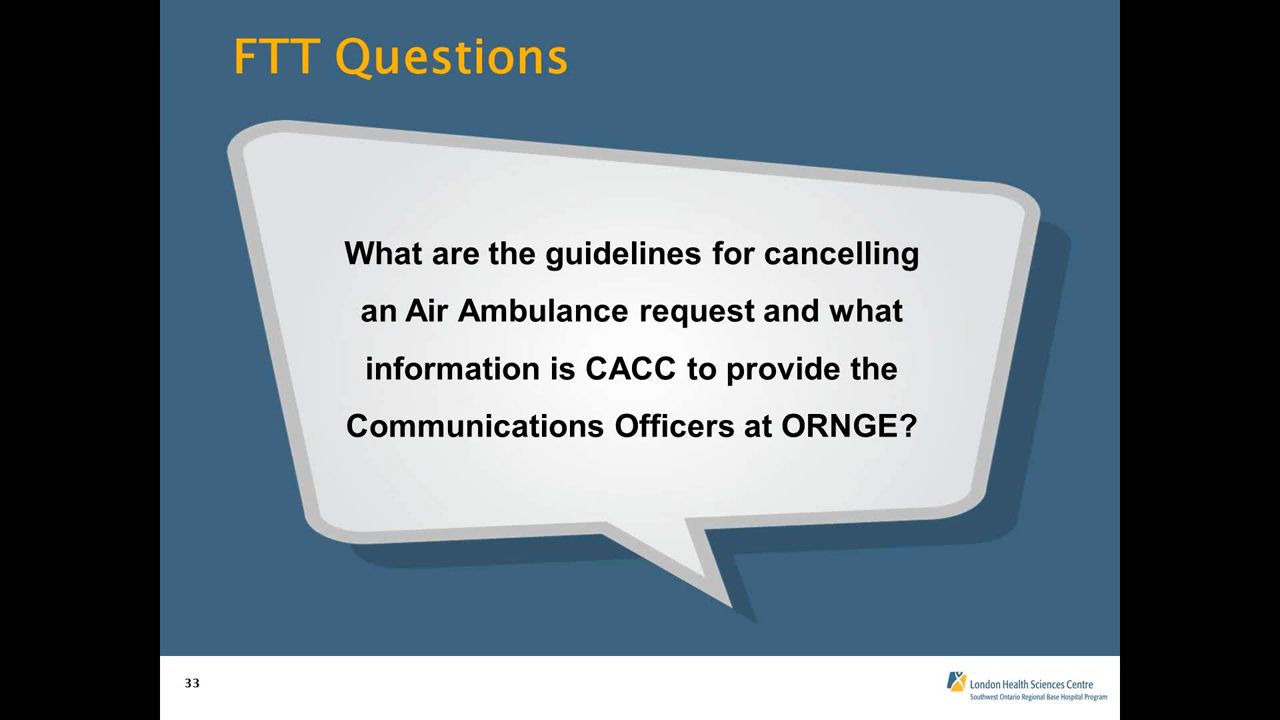 FTT Questions
What are the guidelines for cancelling
an Air Ambulance request and what
information is CACC to provide the
Communications Officers at ORNGE?
33
London Health Sciences Centre
Southwest Ontario Regional Base Hospital Program